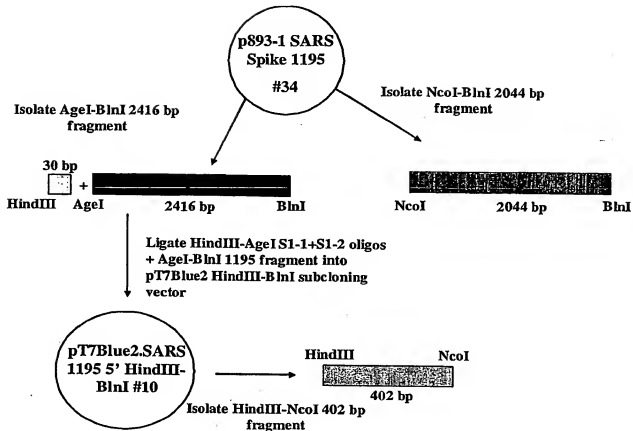 p893-1 SARS
Spike 1195
#34
Isolate AgeI-BlnI 2416 bp
fragment
Isolate NcoI-BlnI 2044 bp
fragment
30 bp
+
HindIII AgeI 2416 bp BlnI
NcoI 2044 bp BlnI
Ligate HindIII-AgeI S1-1+S1-2 oligos
+ AgeI-BlnI 1195 fragment into
pT7Blue2 HindIII-BlnI subcloning
vector
pT7Blue2.SARS
1195 5' HindIII-
BlnI #10
HindIII NcoI
402 bp
Isolate HindIII-NcoI 402 bp
fragment